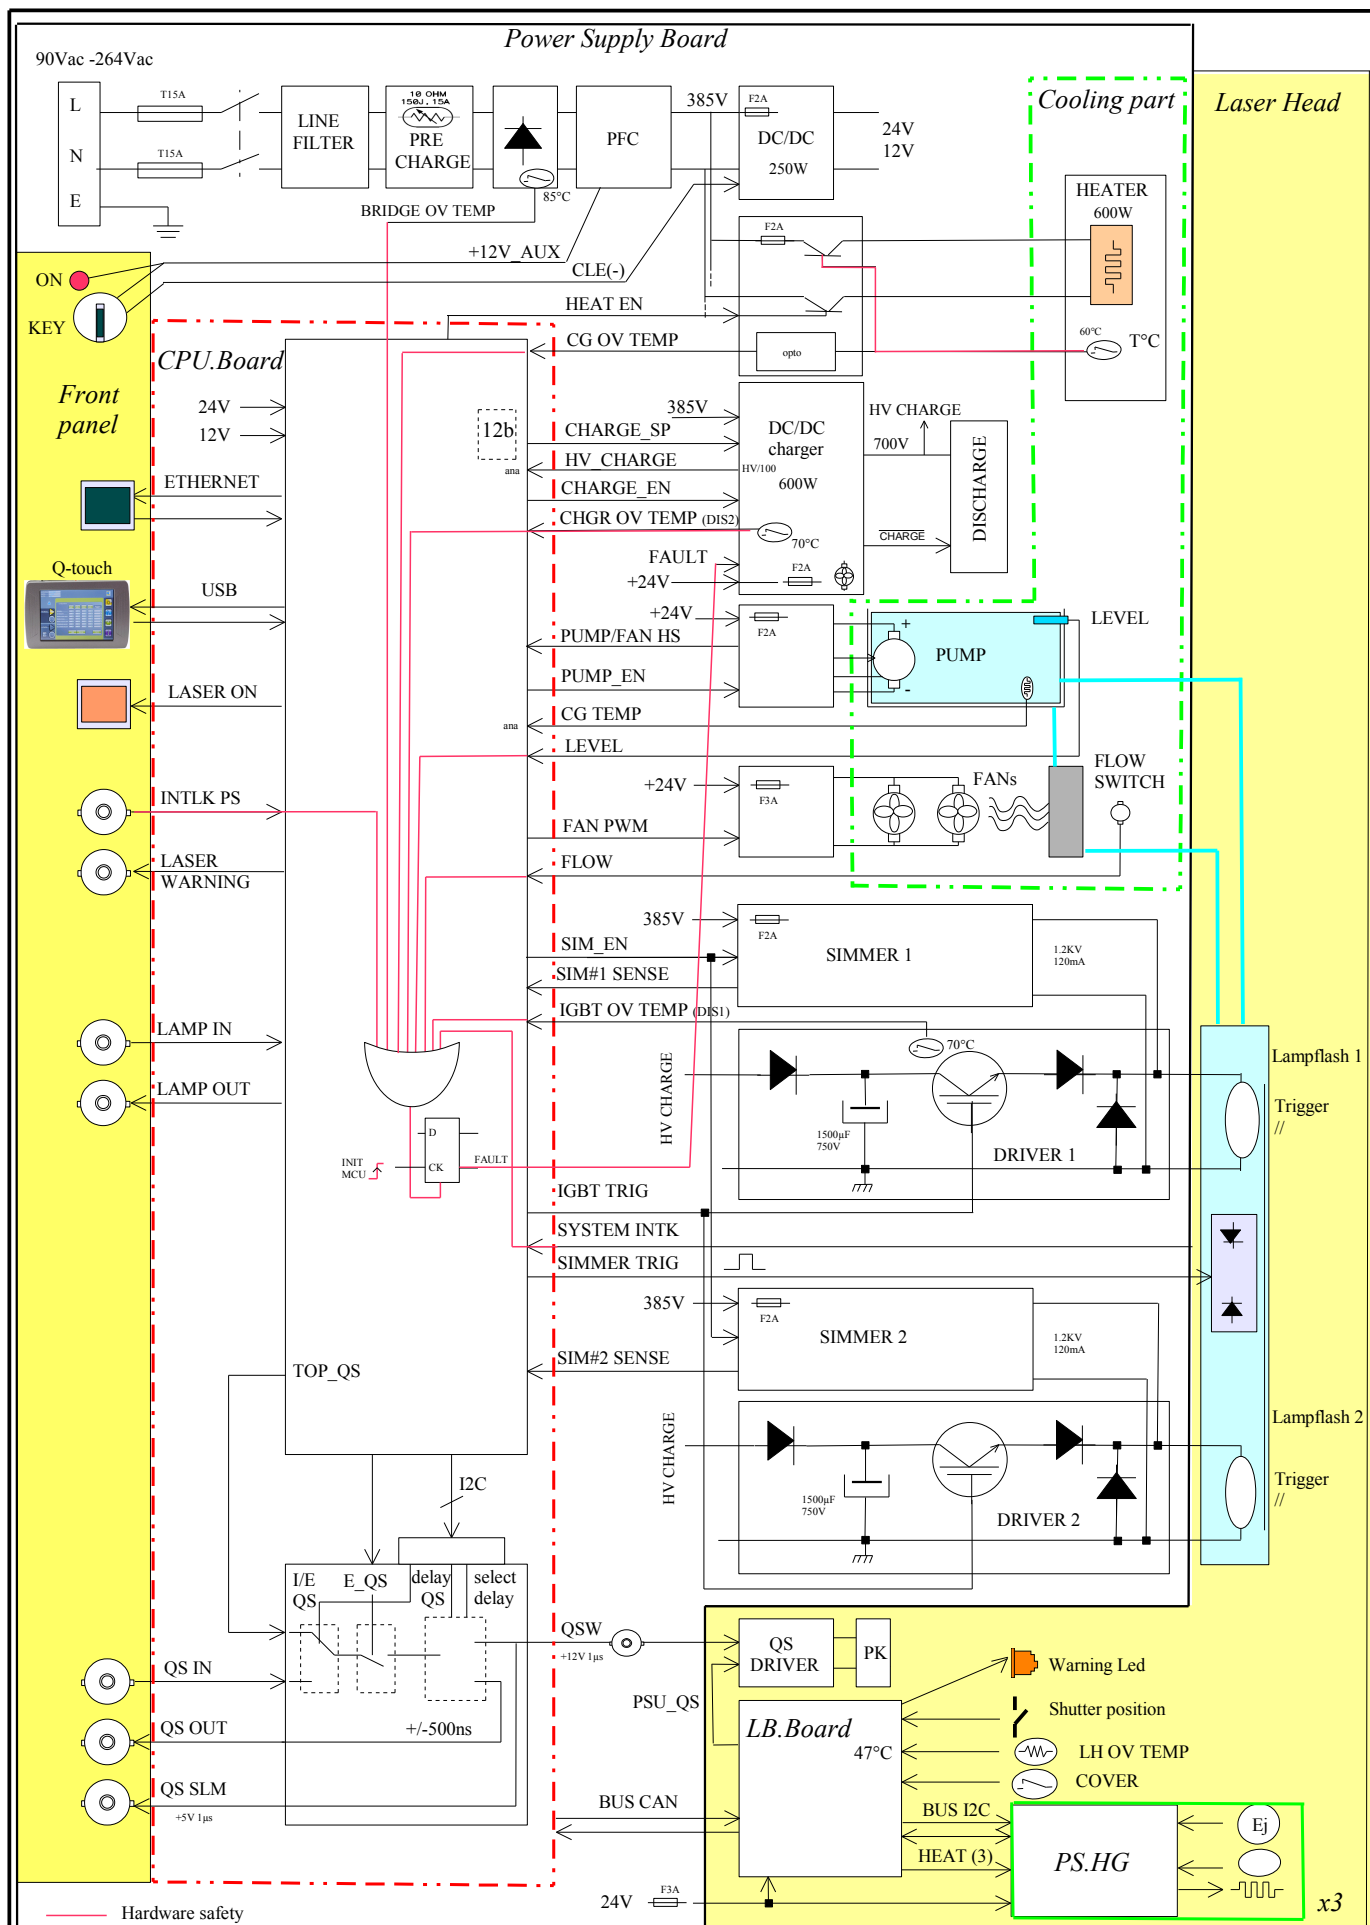 Power Supply Board
90Vac -264Vac
L
N
E
T15A
T15A
LINE
FILTER
10 OHM
150J, 15A
PRE
CHARGE
85°C
PFC
385V
F2A
DC/DC
250W
24V
12V
Cooling part
Laser Head
HEATER
600W
60°C
T°C
BRIDGE OV TEMP
+12V_AUX
CLE(-)
F2A
HEAT EN
CG OV TEMP
opto
ON
KEY
Front
panel
CPU.Board
24V
12V
12b
ana
385V
CHARGE_SP
HV_CHARGE
HV/100
CHARGE_EN
CHGR OV TEMP (DIS2)
DC/DC
charger
600W
70°C
F2A
FAULT
+24V
HV CHARGE
700V
CHARGE
DISCHARGE
ETHERNET
Q-touch
USB
LASER ON
+24V
F2A
PUMP/FAN HS
PUMP_EN
ana
CG TEMP
LEVEL
+
-
PUMP
LEVEL
INTLK PS
LASER
WARNING
+24V
F3A
FAN PWM
FLOW
FANs
FLOW
SWITCH
385V
F2A
SIM_EN
SIM#1 SENSE
SIMMER 1
1.2KV
120mA
IGBT OV TEMP (DIS1)
70°C
HV CHARGE
1500µF
750V
DRIVER 1
Lampflash 1
Trigger
//
LAMP IN
LAMP OUT
D
CK
INIT
MCU
FAULT
IGBT TRIG
SYSTEM INTK
SIMMER TRIG
385V
F2A
SIMMER 2
1.2KV
120mA
SIM#2 SENSE
TOP_QS
HV CHARGE
1500µF
750V
DRIVER 2
Lampflash 2
Trigger
//
I2C
I/E
QS
E_QS
delay
QS
select
delay
+/-500ns
QS IN
QS OUT
QS SLM
+5V 1µs
QSW
+12V 1µs
QS
DRIVER
PK
PSU_QS
LB.Board
47°C
Warning Led
Shutter position
LH OV TEMP
COVER
BUS CAN
BUS I2C
HEAT (3)
PS.HG
Ej
x3
24V
F3A
Hardware safety